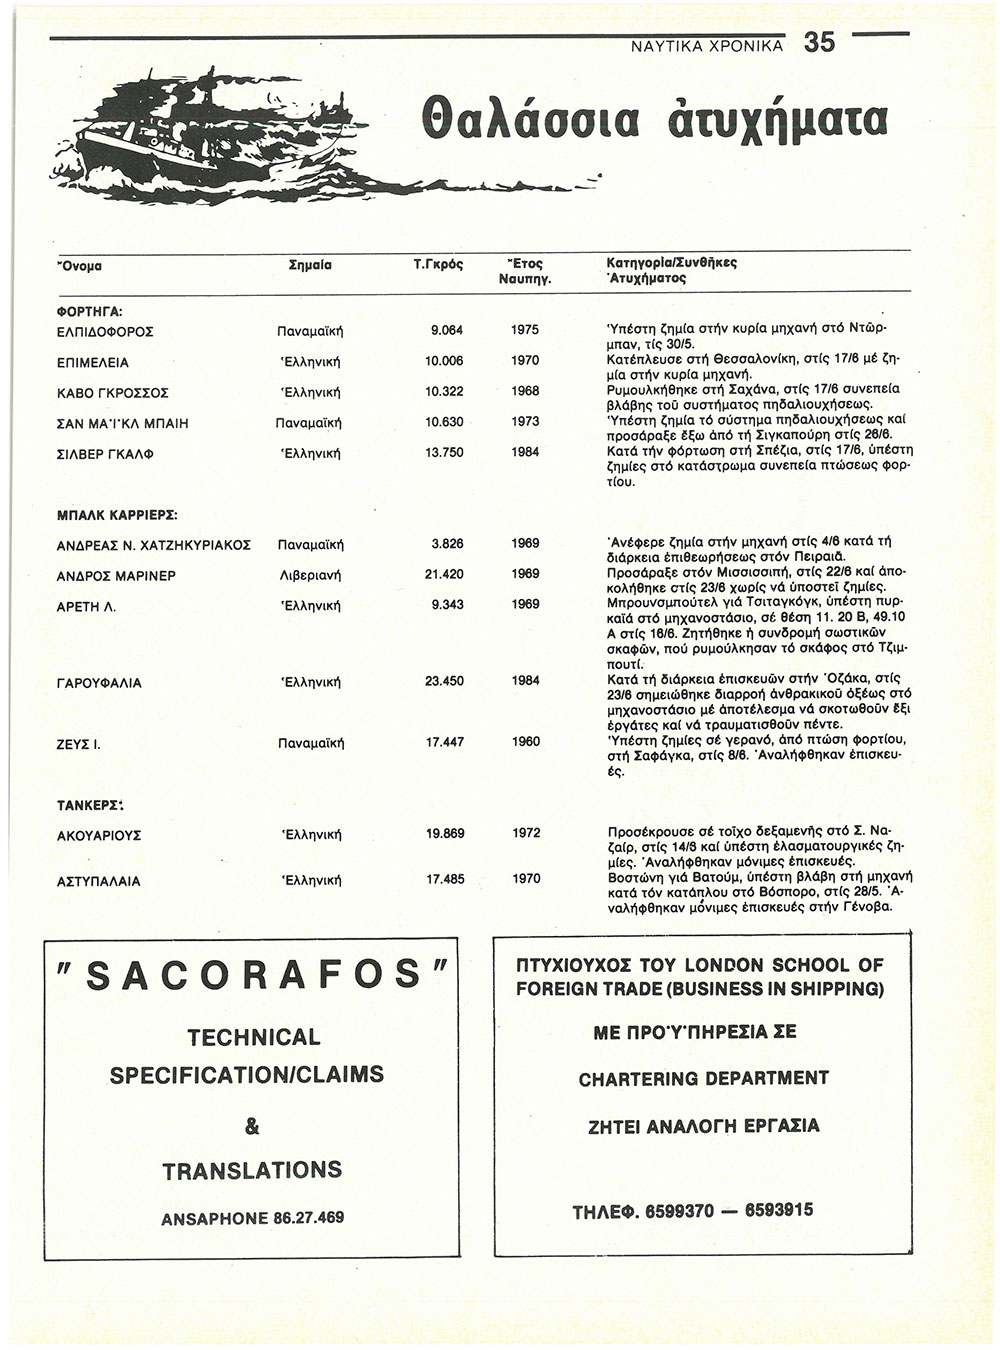 ΝΑΥΤΙΚΑ ΧΡΟΝΙΚΑ 35
Θαλάσσια ἀτυχήματα
Ὄνομα Σημαία Τ.Γκρός Ἔτος Ναυπηγ. Κατηγορία/Συνθῆκες Ἀτυχήματος
ΦΟΡΤΗΓΑ:
ΕΛΠΙΔΟΦΟΡΟΣ Παναμαϊκή 9.064 1975 Ὑπέστη ζημία στήν κυρία μηχανή στό Ντῶρ-
μπαν, τίς 30/5.
ΕΠΙΜΕΛΕΙΑ Ἑλληνική 10.006 1970 Κατέπλευσε στή Θεσσαλονίκη, στίς 17/6 μέ ζη-
μία στήν κυρία μηχανή.
ΚΑΒΟ ΓΚΡΟΣΣΟΣ Ἑλληνική 10.322 1968 Ρυμουλκήθηκε στή Σαχάνα, στίς 17/6 συνεπεία
βλάβης τοῦ συστήματος πηδαλιουχήσεως.
ΣΑΝ ΜΑ·Ι·ΚΛ ΜΠΑΙΗ Παναμαϊκή 10.630 1973 Ὑπέστη ζημία τό σύστημα πηδαλιουχήσεως καί
προσάραξε ἔξω ἀπό τή Σιγκαπούρη στίς 26/6.
ΣΙΛΒΕΡ ΓΚΑΛΦ Ἑλληνική 13.750 1984 Κατά τήν φόρτωση στή Σπέζια, στίς 17/6, ὑπέστη
ζημίες στό κατάστρωμα συνεπεία πτώσεως φορ-
τίου.
ΜΠΑΛΚ ΚΑΡΡΙΕΡΣ:
ΑΝΔΡΕΑΣ Ν. ΧΑΤΖΗΚΥΡΙΑΚΟΣ Παναμαϊκή 3.826 1969 Ἀνέφερε ζημία στήν μηχανή στίς 4/6 κατά τή
διάρκεια ἐπιθεωρήσεως στόν Πειραιᾶ.
ΑΝΔΡΟΣ ΜΑΡΙΝΕΡ Λιβεριανή 21.420 1969 Προσάραξε στόν Μισσισσιπή, στίς 22/6 καί ἀπο-
κολήθηκε στίς 23/6 χωρίς νά ὑποστεῖ ζημίες.
ΑΡΕΤΗ Λ. Ἑλληνική 9.343 1969 Μπρουνσμπούτελ γιά Τσιταγκόγκ, ὑπέστη πυρ-
καϊά στό μηχανοστάσιο, σέ θέση 11. 20 Β, 49.10
Α στίς 16/6. Ζητήθηκε ἡ συνδρομή σωστικῶν
σκαφῶν, πού ρυμούλκησαν τό σκάφος στό Τζιμ-
πουτί.
ΓΑΡΟΥΦΑΛΙΑ Ἑλληνική 23.450 1984 Κατά τή διάρκεια ἐπισκευῶν στήν Ὀζάκα, στίς
23/6 σημειώθηκε διαρροή ἀνθρακικοῦ ὀξέως στό
μηχανοστάσιο μέ ἀποτέλεσμα νά σκοτωθοῦν ἕξι
ἐργάτες καί νά τραυματισθοῦν πέντε.
ΖΕΥΣ Ι. Παναμαϊκή 17.447 1960 Ὑπέστη ζημίες σέ γερανό, ἀπό πτώση φορτίου,
στή Σαφάγκα, στίς 8/6. Ἀναλήφθηκαν ἐπισκευ-
ές.
ΤΑΝΚΕΡΣ:
ΑΚΟΥΑΡΙΟΥΣ Ἑλληνική 19.869 1972 Προσέκρουσε σέ τοῖχο δεξαμενῆς στό Σ. Να-
ζαίρ, στίς 14/6 καί ὑπέστη ἐλασματουργικές ζη-
μίες. Ἀναλήφθηκαν μόνιμες ἐπισκευές.
ΑΣΤΥΠΑΛΑΙΑ Ἑλληνική 17.485 1970 Βοστώνη γιά Βατούμ, ὑπέστη βλάβη στή μηχανή
κατά τόν κατάπλου στό Βόσπορο, στίς 28/5. Ἀ-
ναλήφθηκαν μόνιμες ἐπισκευές στήν Γένοβα.
"SACORAFOS"
TECHNICAL
SPECIFICATION/CLAIMS
&
TRANSLATIONS
ANSAPHONE 86.27.469
ΠΤΥΧΙΟΥΧΟΣ ΤΟΥ LONDON SCHOOL OF
FOREIGN TRADE (BUSINESS IN SHIPPING)
ΜΕ ΠΡΟ·Υ·ΠΗΡΕΣΙΑ ΣΕ
CHARTERING DEPARTMENT
ΖΗΤΕΙ ΑΝΑΛΟΓΗ ΕΡΓΑΣΙΑ
ΤΗΛΕΦ. 6599370 — 6593915